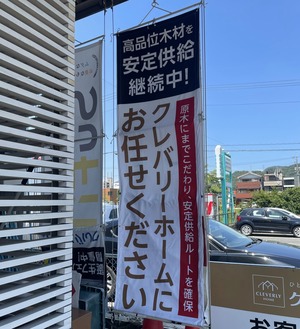 高品位木材を
安定供給
継続中!
原木にまでこだわり、安定供給ルートを確保
クレバリーホームに
お任せください
CLEVERLY HOME
お客